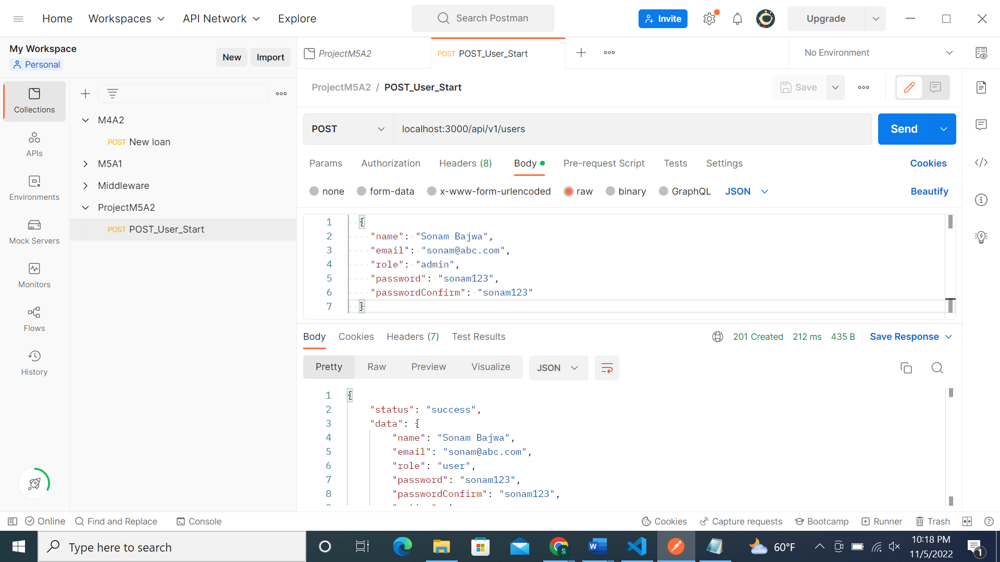 Home Workspaces API Network Explore Search Postman Invite Upgrade
My Workspace
Personal
New Import
ProjectM5A2
POST POST_User_Start
No Environment
Collections
APIs
Environments
Mock Servers
Monitors
Flows
History
M4A2
POST New loan
M5A1
Middleware
ProjectM5A2
POST POST_User_Start
ProjectM5A2 / POST_User_Start
Save
POST localhost:3000/api/v1/users Send
Params Authorization Headers (8) Body Pre-request Script Tests Settings Cookies
none form-data x-www-form-urlencoded raw binary GraphQL JSON Beautify
1 {
2 "name": "Sonam Bajwa",
3 "email": "sonam@abc.com",
4 "role": "admin",
5 "password": "sonam123",
6 "passwordConfirm": "sonam123"
7 }
Body Cookies Headers (7) Test Results 201 Created 212 ms 435 B Save Response
Pretty Raw Preview Visualize JSON
1 {
2 "status": "success",
3 "data": {
4 "name": "Sonam Bajwa",
5 "email": "sonam@abc.com",
6 "role": "user",
7 "password": "sonam123",
8 "passwordConfirm": "sonam123",
Online Find and Replace Console Cookies Capture requests Bootcamp Runner Trash
Type here to search
60°F
10:18 PM
11/5/2022
1